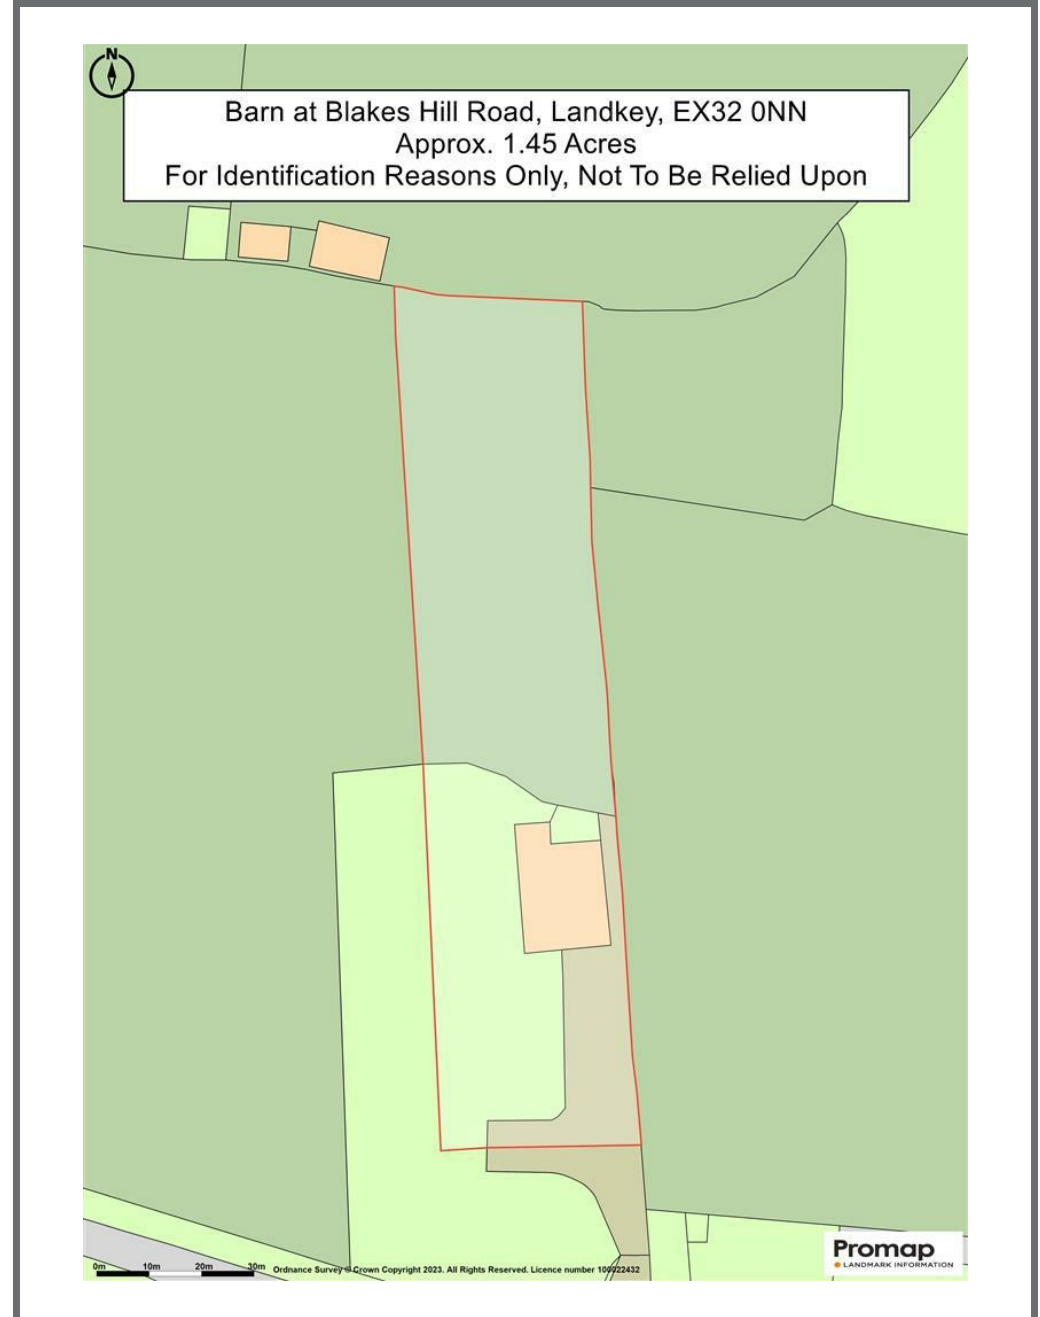 N
Barn at Blakes Hill Road, Landkey, EX32 0NN
Approx. 1.45 Acres
For Identification Reasons Only, Not To Be Relied Upon
0m 10m 20m 30m
Ordnance Survey © Crown Copyright 2023. All Rights Reserved. Licence number 100022432
Promap
LANDMARK INFORMATION